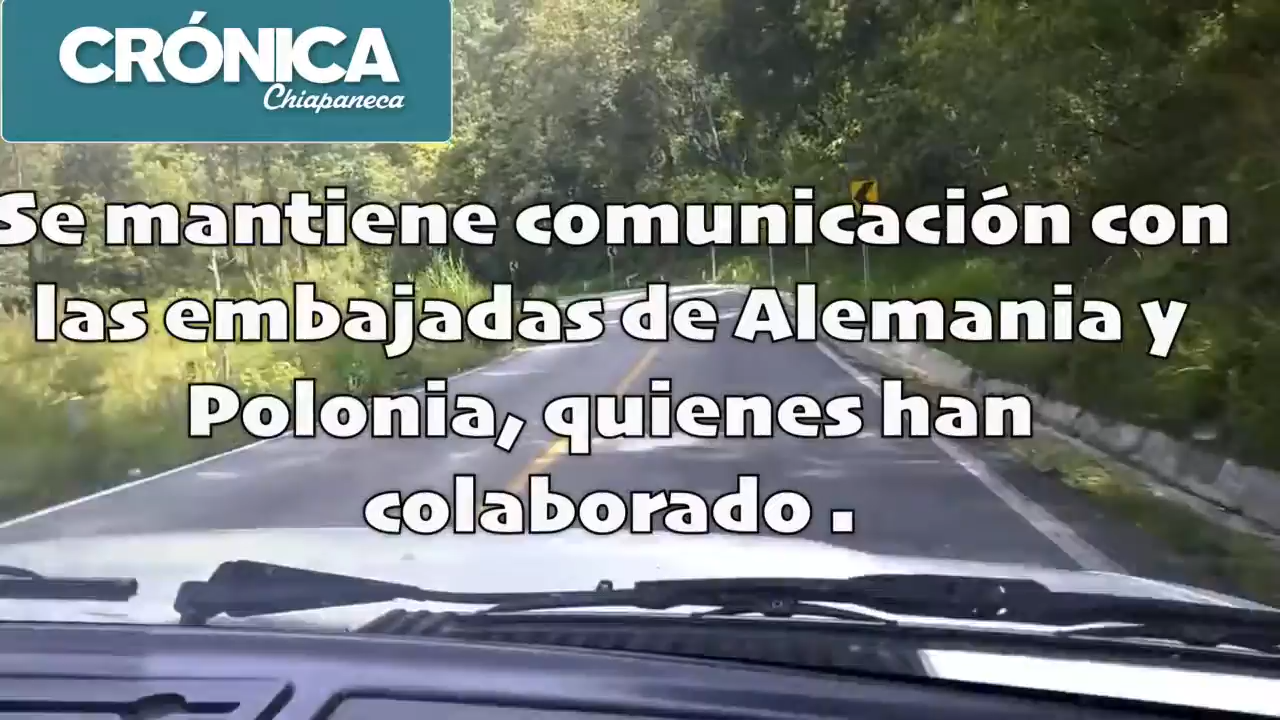 CRÓNICA
Chiapaneca
Se mantiene comunicación con
las embajadas de Alemania y
Polonia, quienes han
colaborado .